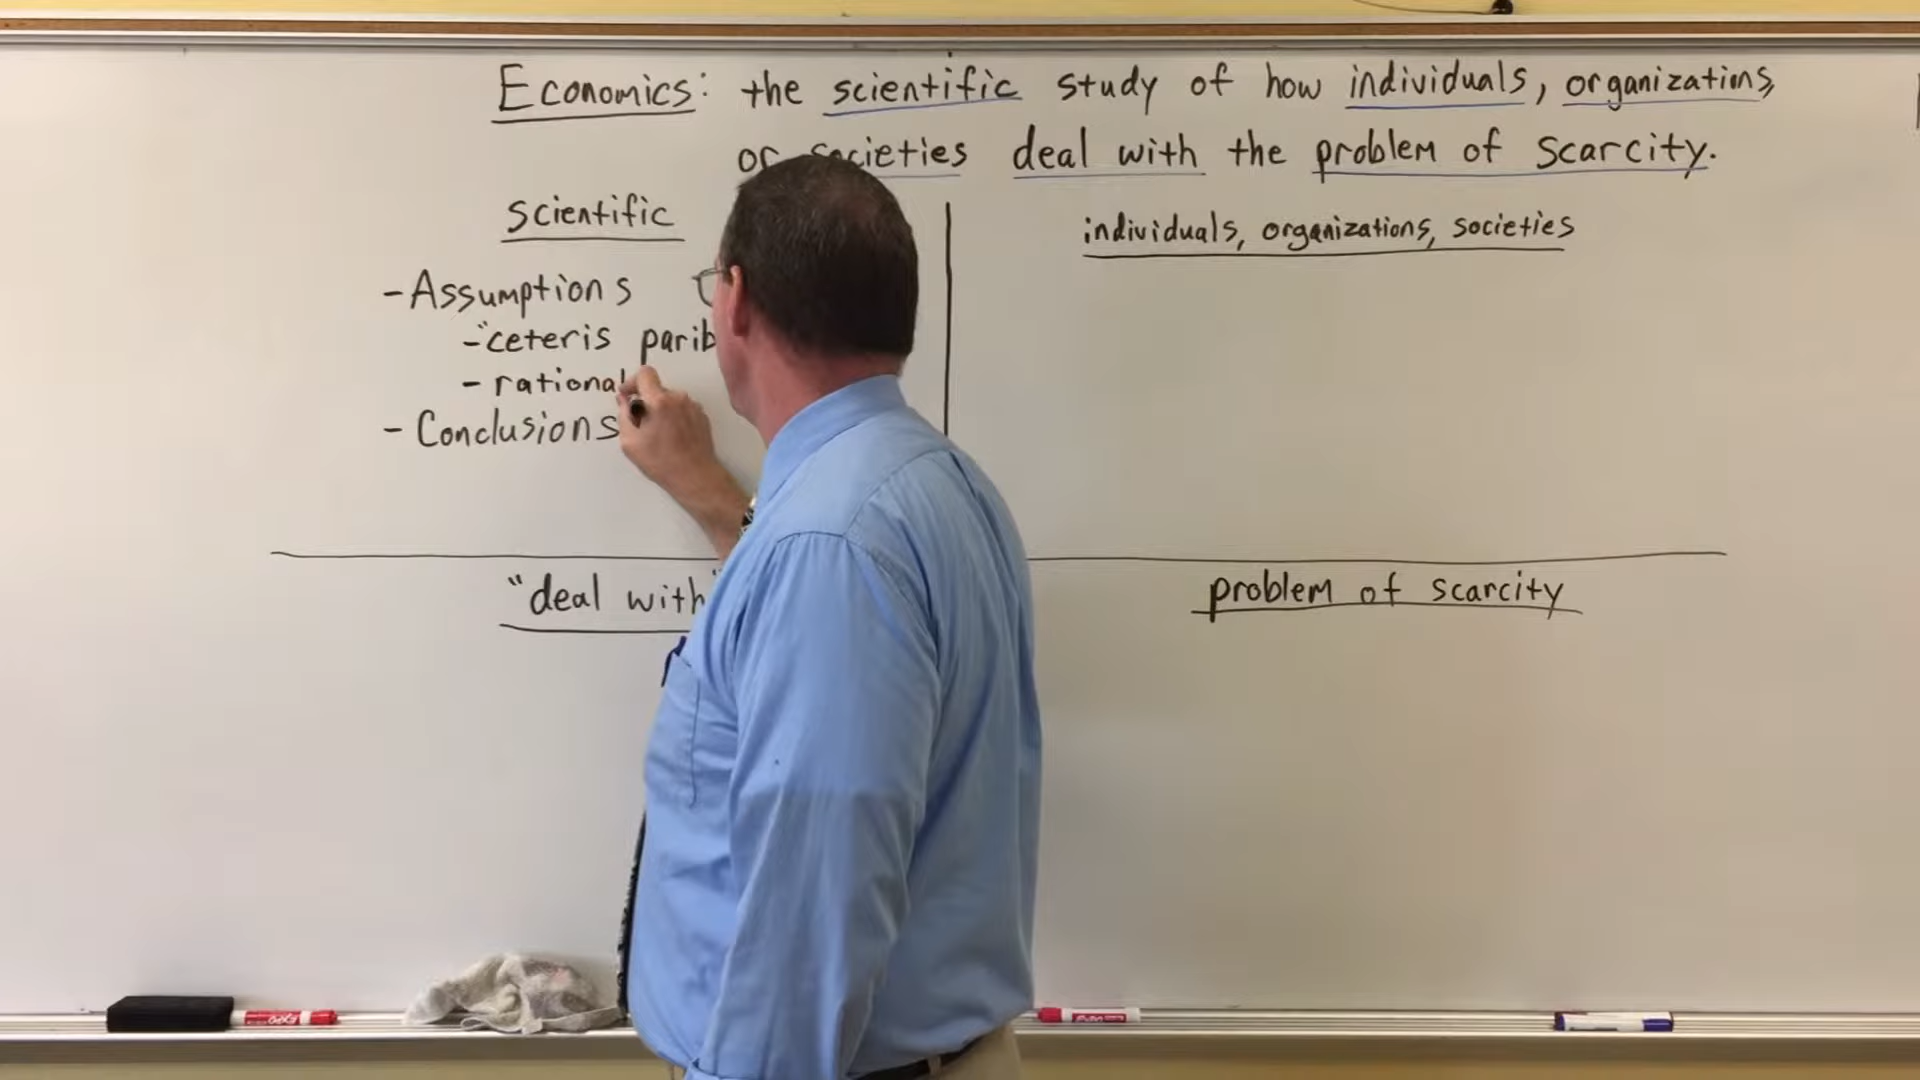 Economics: the scientific study of how individuals, organizations,
or societies deal with the problem of scarcity.
scientific
- Assumptions
-"ceteris parib
- rational
- Conclusions
individuals, organizations, societies
"deal with"
problem of scarcity
EXPO